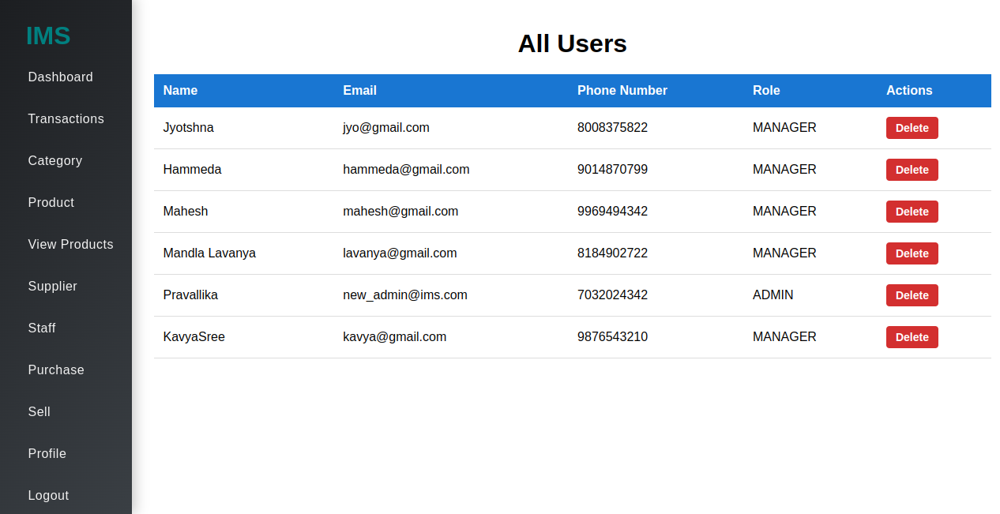 IMS
Dashboard
Transactions
Category
Product
View Products
Supplier
Staff
Purchase
Sell
Profile
Logout
All Users
Name Email Phone Number Role Actions
Jyotshna jyo@gmail.com 8008375822 MANAGER Delete
Hammeda hammeda@gmail.com 9014870799 MANAGER Delete
Mahesh mahesh@gmail.com 9969494342 MANAGER Delete
Mandla Lavanya lavanya@gmail.com 8184902722 MANAGER Delete
Pravallika new_admin@ims.com 7032024342 ADMIN Delete
KavyaSree kavya@gmail.com 9876543210 MANAGER Delete